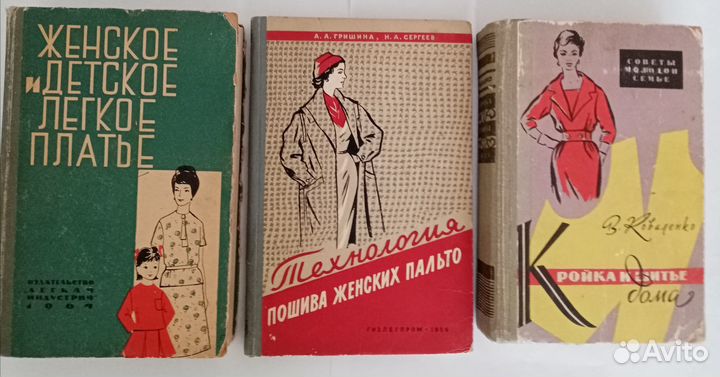 ЖЕНСКОЕ
И ДЕТСКОЕ
ЛЕГКОЕ
ПЛАТЬЕ
ИЗДАТЕЛЬСТВО
ЛЕГКАЯ
ИНДУСТРИЯ
1964
А. А. ГРИШИНА, Н. А. СЕРГЕЕВ
Технология
ПОШИВА ЖЕНСКИХ ПАЛЬТО
ГИЗЛЕГПРОМ-1956
СОВЕТЫ
МОЛОДОЙ
СЕМЬЕ
В. Коваленко
КРОЙКА И ШИТЬЕ
дома
Avito